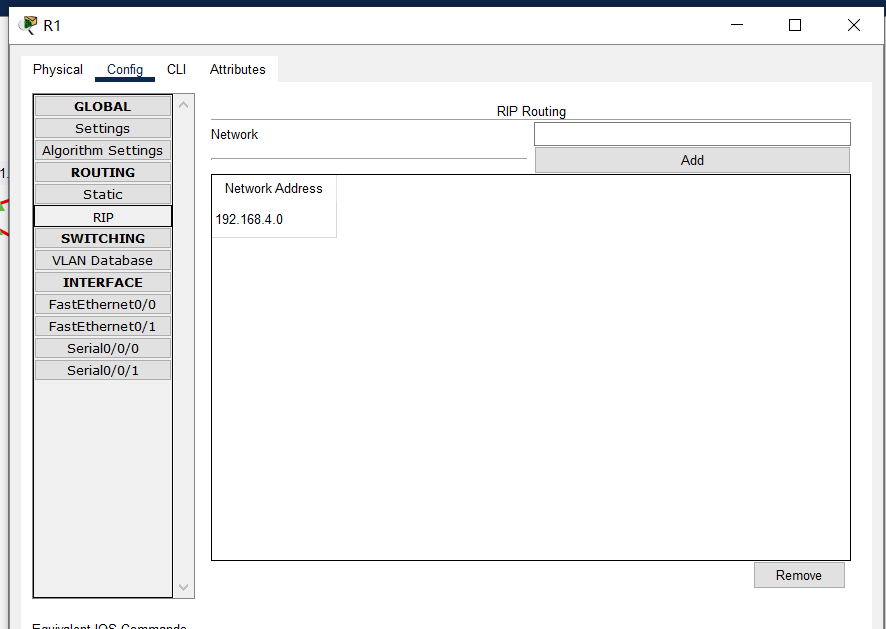 R1
Physical Config CLI Attributes
GLOBAL
Settings
Algorithm Settings
ROUTING
Static
RIP
SWITCHING
VLAN Database
INTERFACE
FastEthernet0/0
FastEthernet0/1
Serial0/0/0
Serial0/0/1
RIP Routing
Network
Add
Network Address
192.168.4.0
Remove
Equivalent IOS Commands
1.